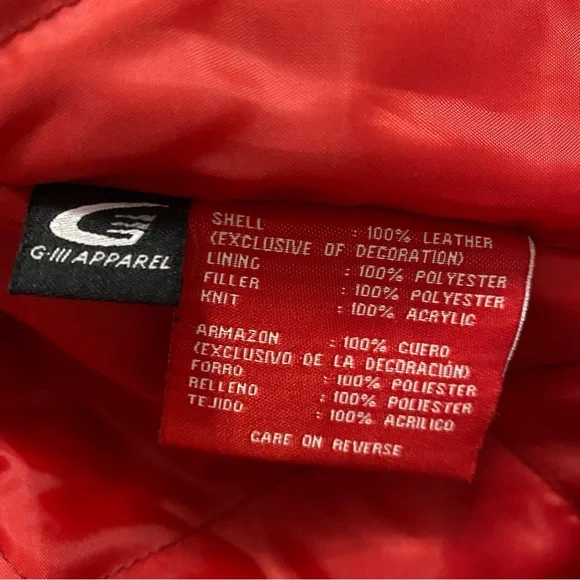 G-III APPAREL
SHELL : 100% LEATHER
(EXCLUSIVE OF DECORATION)
LINING : 100% POLYESTER
FILLER : 100% POLYESTER
KNIT : 100% ACRYLIC
ARMAZON : 100% CUERO
(EXCLUSIVO DE LA DECORACIÓN)
FORRO : 100% POLIESTER
RELLENO : 100% POLIESTER
TEJIDO : 100% ACRILICO
CARE ON REVERSE